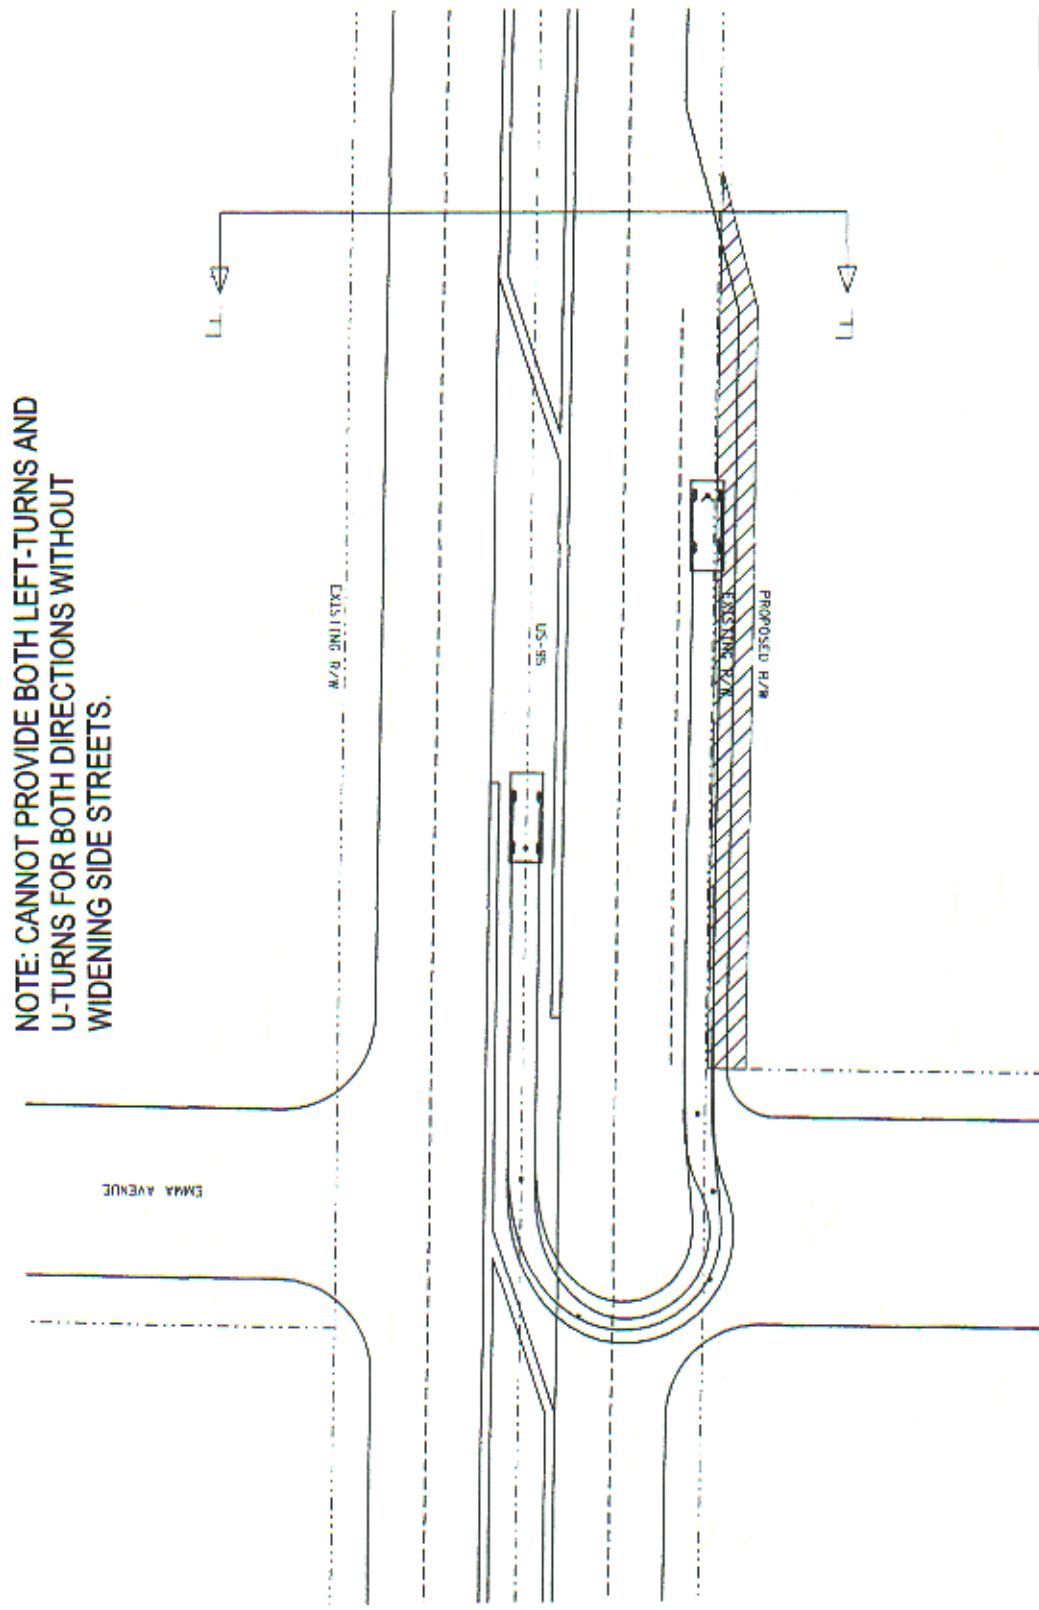 NOTE: CANNOT PROVIDE BOTH LEFT-TURNS AND
U-TURNS FOR BOTH DIRECTIONS WITHOUT
WIDENING SIDE STREETS.
EXISTING R/W
US-95
EXISTING R/W
PROPOSED R/W
EMMA AVENUE